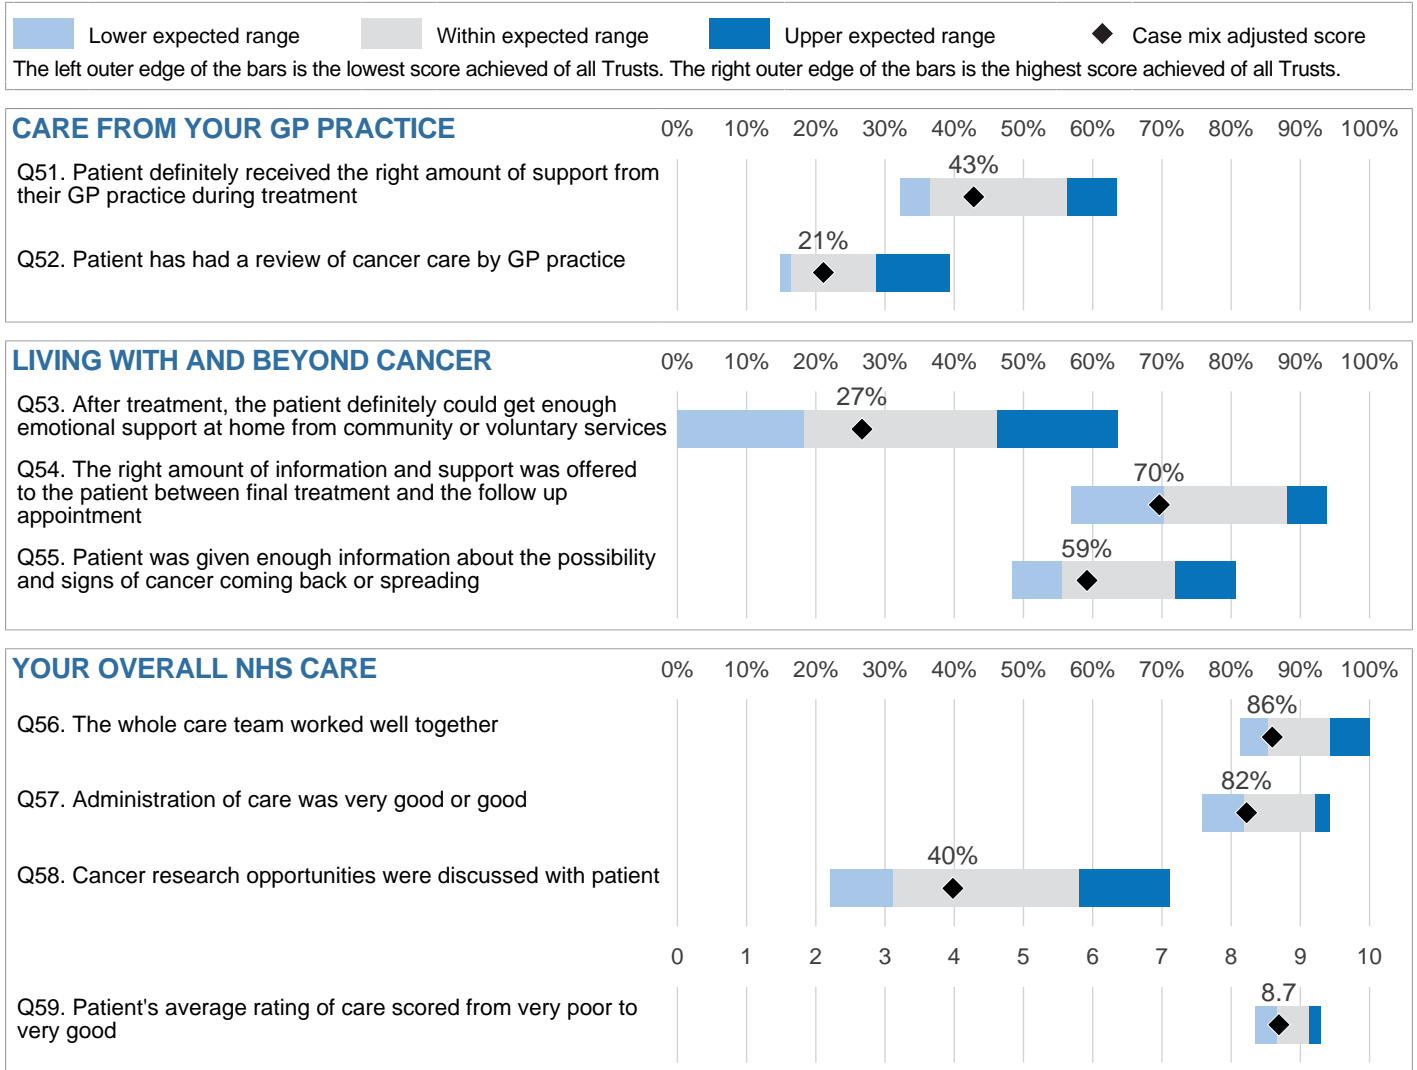 Lower expected range Within expected range Upper expected range Case mix adjusted score
The left outer edge of the bars is the lowest score achieved of all Trusts. The right outer edge of the bars is the highest score achieved of all Trusts.
CARE FROM YOUR GP PRACTICE 0% 10% 20% 30% 40% 50% 60% 70% 80% 90% 100%
43%
Q51. Patient definitely received the right amount of support from
their GP practice during treatment
21%
Q52. Patient has had a review of cancer care by GP practice
LIVING WITH AND BEYOND CANCER 0% 10% 20% 30% 40% 50% 60% 70% 80% 90% 100%
27%
Q53. After treatment, the patient definitely could get enough
emotional support at home from community or voluntary services
70%
Q54. The right amount of information and support was offered
to the patient between final treatment and the follow up
appointment
59%
Q55. Patient was given enough information about the possibility
and signs of cancer coming back or spreading
YOUR OVERALL NHS CARE 0% 10% 20% 30% 40% 50% 60% 70% 80% 90% 100%
86%
Q56. The whole care team worked well together
82%
Q57. Administration of care was very good or good
40%
Q58. Cancer research opportunities were discussed with patient
0 1 2 3 4 5 6 7 8 9 10
8.7
Q59. Patient's average rating of care scored from very poor to
very good